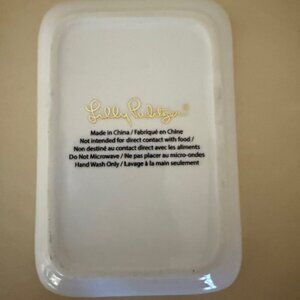 Lilly Pulitzer®
Made in China / Fabriqué en Chine
Not intended for direct contact with food /
Non destiné au contact direct avec les aliments
Do Not Microwave / Ne pas placer au micro-ondes
Hand Wash Only / Lavage à la main seulement